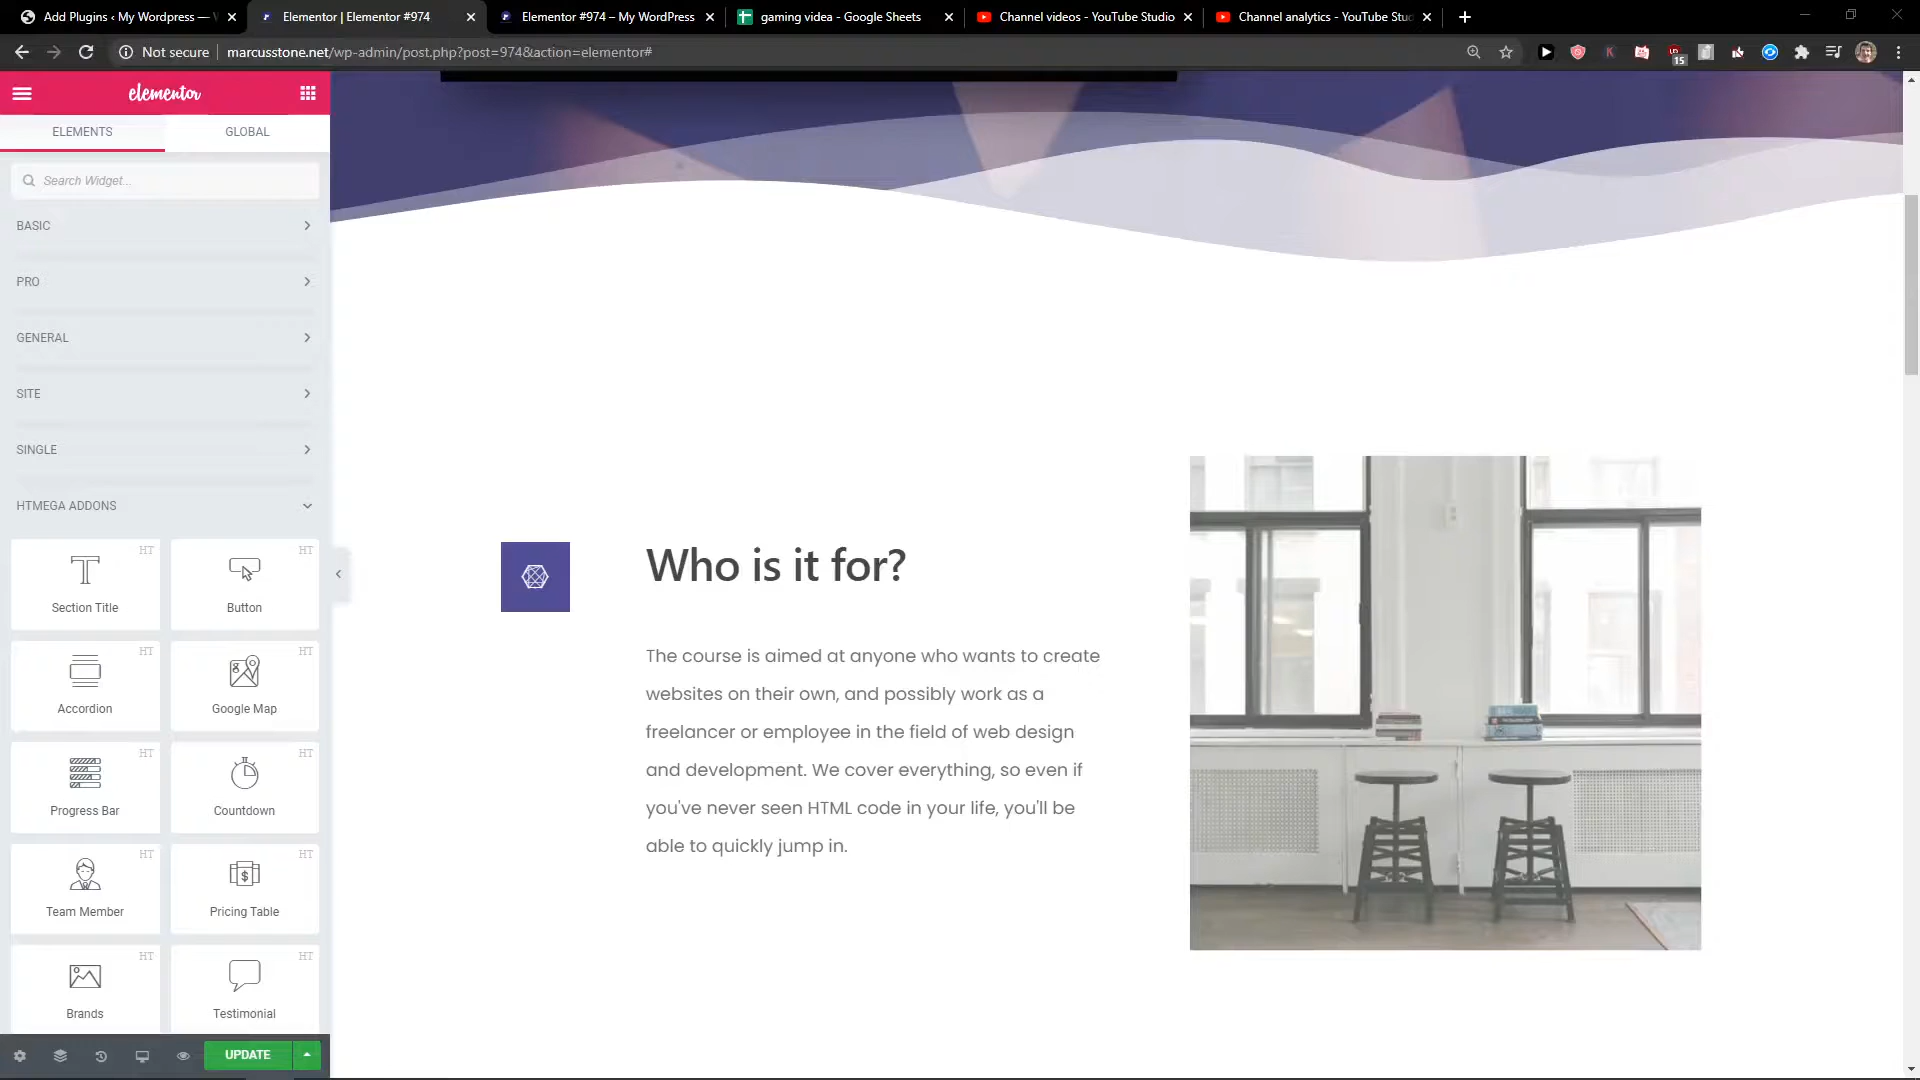 Add Plugins ‹ My Wordpress —
Elementor | Elementor #974
Elementor #974 – My WordPress
gaming videa - Google Sheets
Channel videos - YouTube Studio
Channel analytics - YouTube Stu
Not secure
marcusstone.net/wp-admin/post.php?post=974&action=elementor#
15
elementor
ELEMENTS
GLOBAL
Search Widget...
BASIC
PRO
GENERAL
SITE
SINGLE
HTMEGA ADDONS
HT
HT
Section Title
Button
HT
HT
Accordion
Google Map
HT
HT
Progress Bar
Countdown
HT
HT
Team Member
Pricing Table
HT
HT
Brands
Testimonial
UPDATE
Who is it for?
The course is aimed at anyone who wants to create
websites on their own, and possibly work as a
freelancer or employee in the field of web design
and development. We cover everything, so even if
you've never seen HTML code in your life, you'll be
able to quickly jump in.